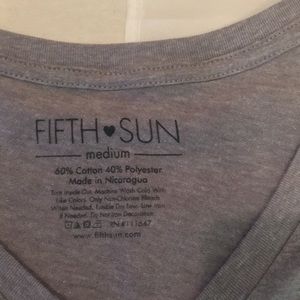 FIFTH♥SUN
medium
60% Cotton 40% Polyester
Made in Nicaragua
Turn Inside Out. Machine Wash Cold With
Like Colors. Only Non-Chlorine Bleach
When Needed. Tumble Dry Low. Iron
If Needed. Do Not Iron Decoration
RN #111647
www.fifthsun.com